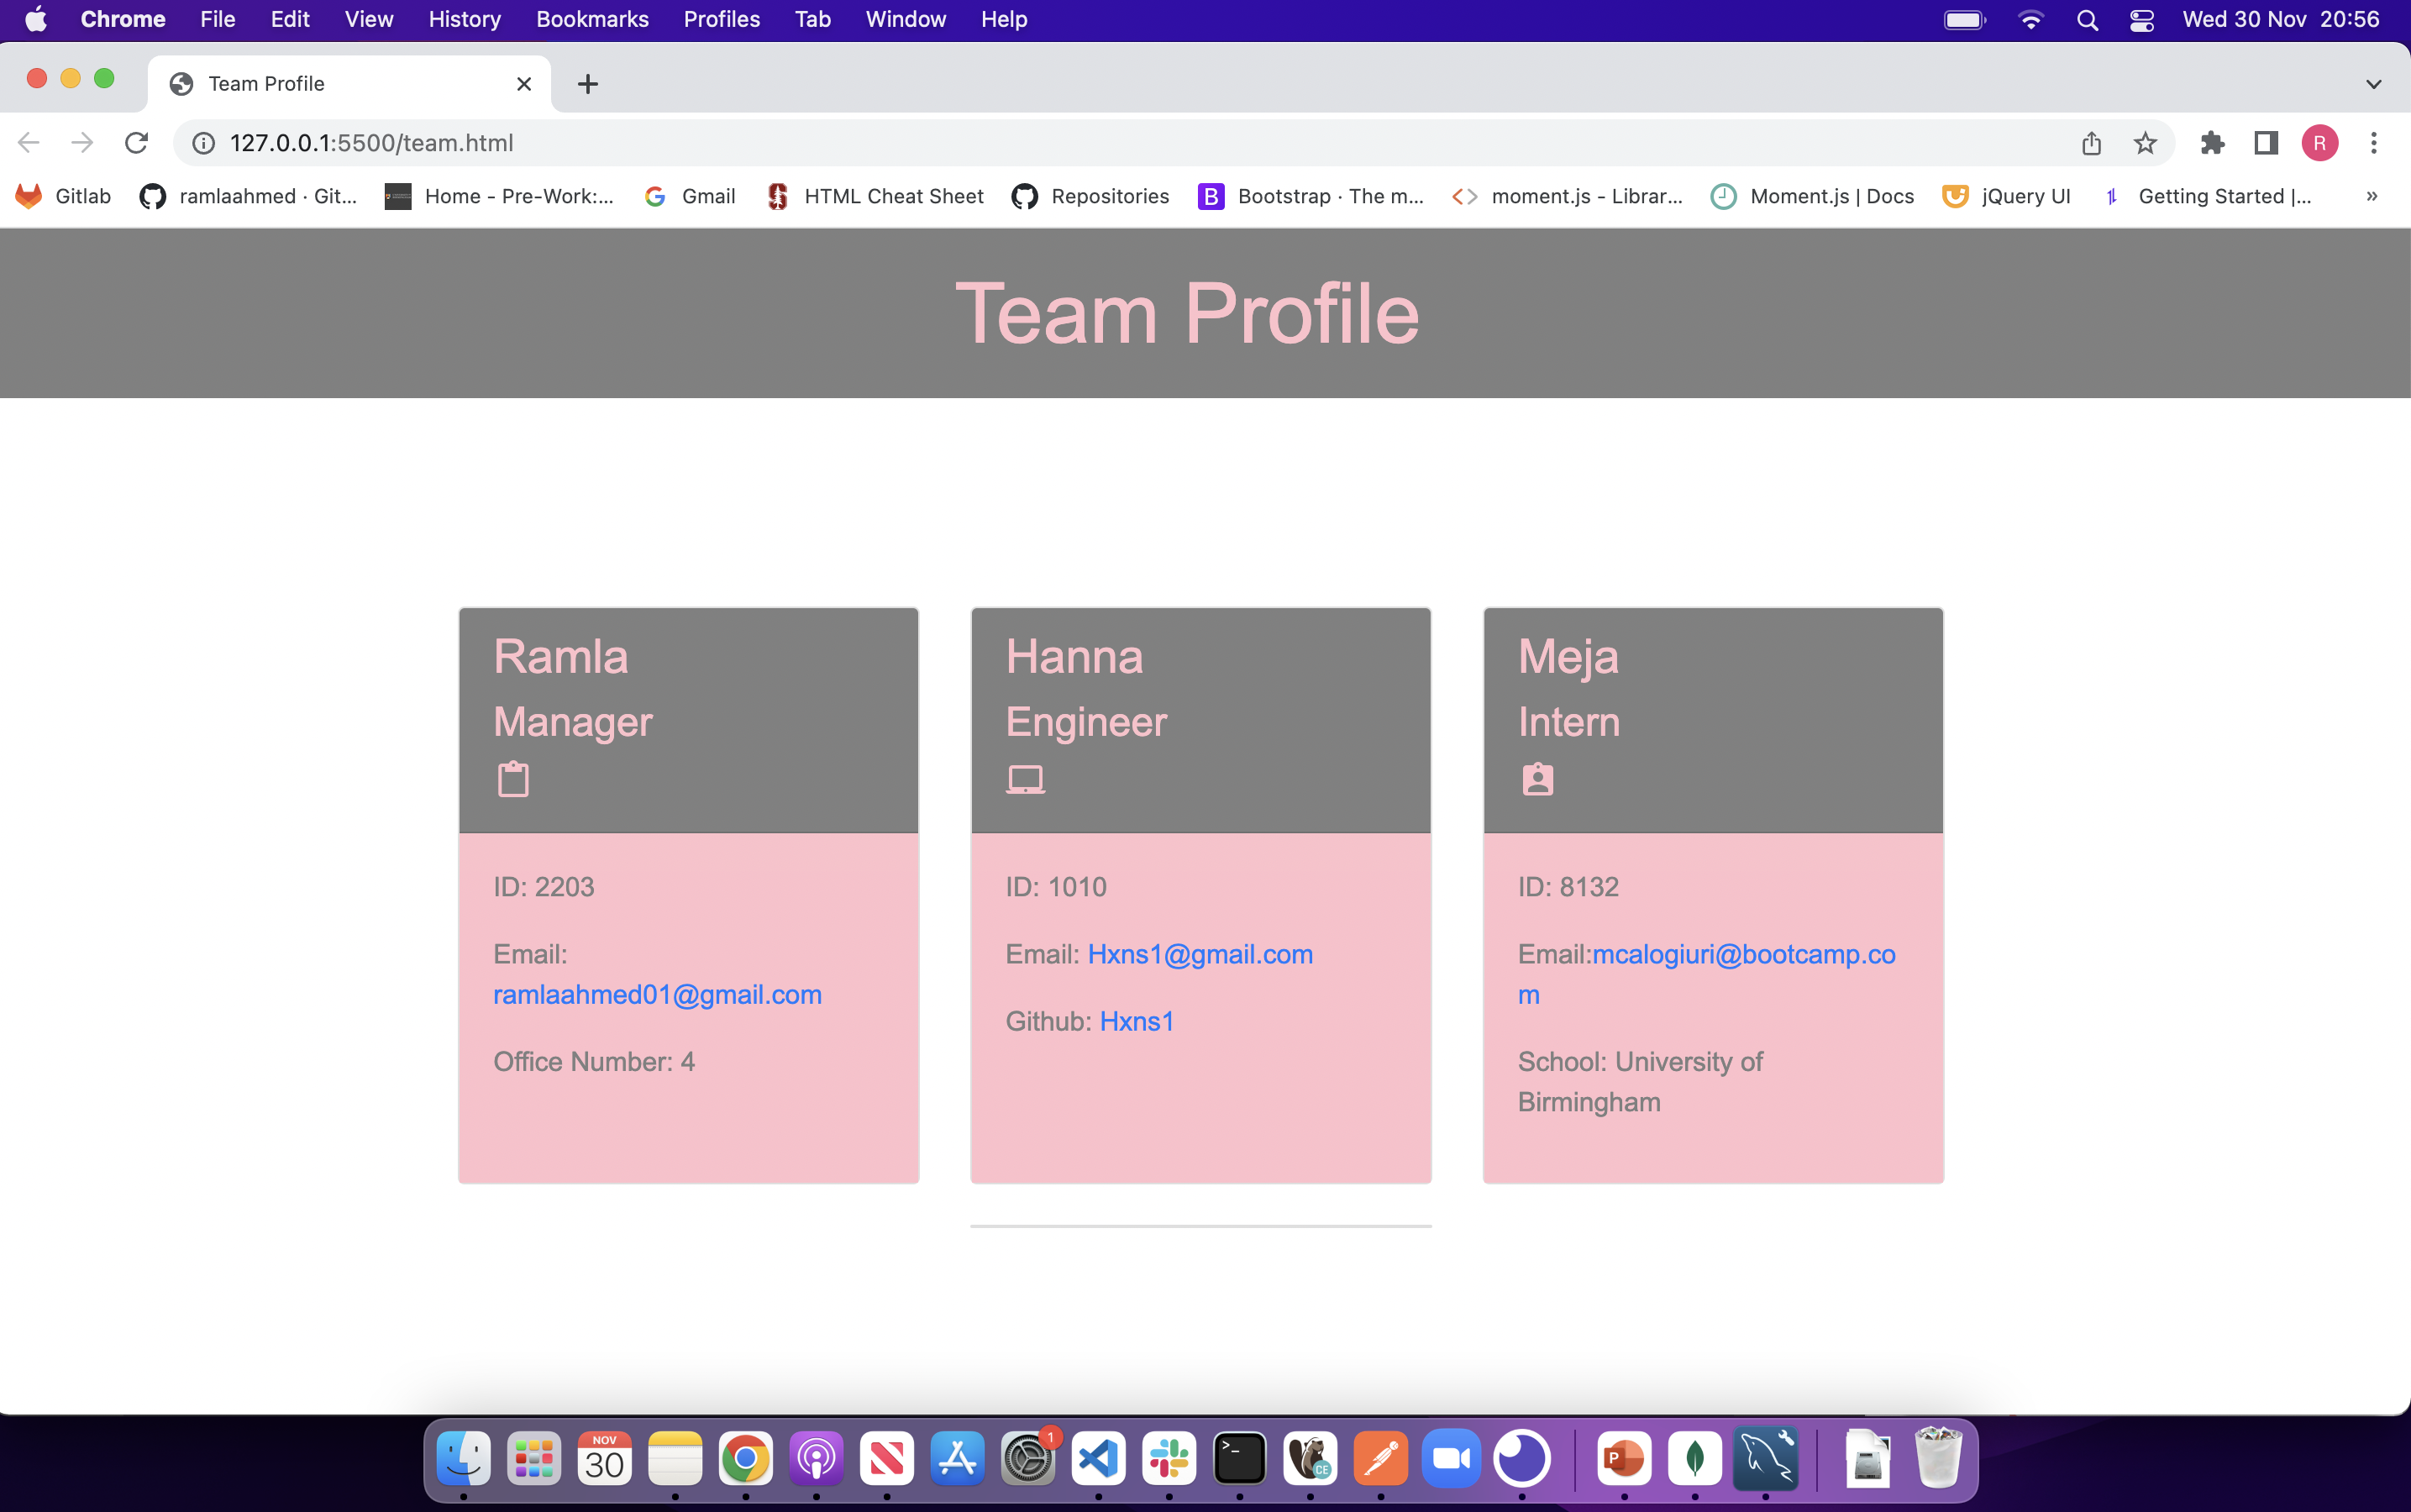 Chrome File Edit View History Bookmarks Profiles Tab Window Help Wed 30 Nov 20:56
Team Profile
127.0.0.1:5500/team.html
R
Gitlab ramlaahmed · Git... Home - Pre-Work:... Gmail HTML Cheat Sheet Repositories B Bootstrap · The m... moment.js - Librar... Moment.js | Docs jQuery UI Getting Started |... »
Team Profile
Ramla
Manager
ID: 2203
Email:
ramlaahmed01@gmail.com
Office Number: 4
Hanna
Engineer
ID: 1010
Email: Hxns1@gmail.com
Github: Hxns1
Meja
Intern
ID: 8132
Email:mcalogiuri@bootcamp.co
m
School: University of
Birmingham
NOV
30
1
>_
CE
P